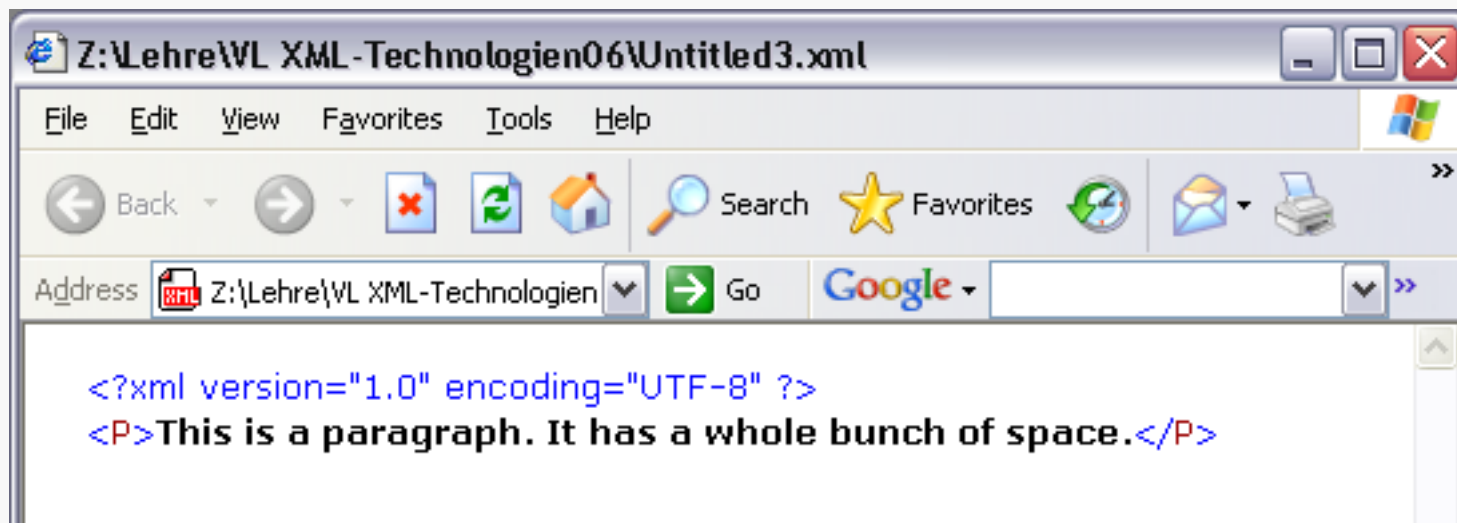 Z:\Lehre\VL XML-Technologien06\Untitled3.xml
File Edit View Favorites Tools Help
Back Search Favorites »
Address XML Z:\Lehre\VL XML-Technologien Go Google »
<?xml version="1.0" encoding="UTF-8" ?>
<P>This is a paragraph. It has a whole bunch of space.</P>